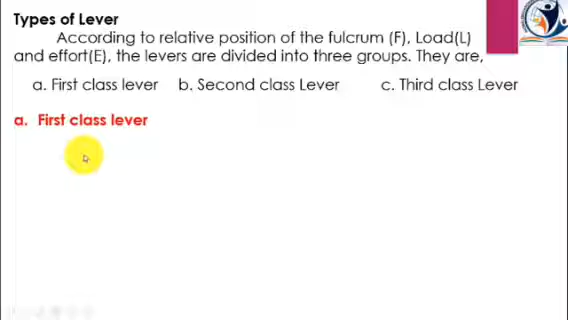 Types of Lever
According to relative position of the fulcrum (F), Load(L)
and effort(E), the levers are divided into three groups. They are,
a. First class lever b. Second class Lever c. Third class Lever
a. First class lever